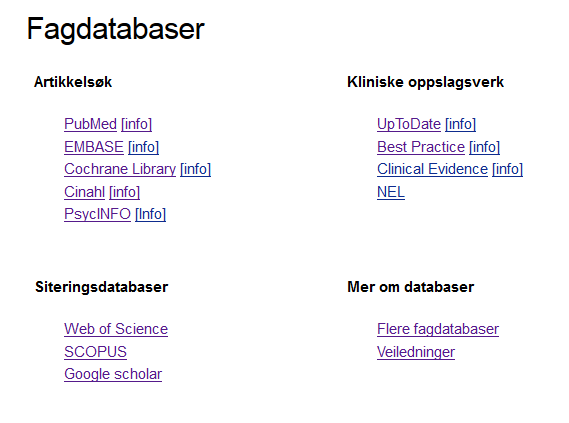 Fagdatabaser
Artikkelsøk
PubMed [info]
EMBASE [info]
Cochrane Library [info]
Cinahl [info]
PsycINFO [Info]
Kliniske oppslagsverk
UpToDate [info]
Best Practice [info]
Clinical Evidence [info]
NEL
Siteringsdatabaser
Web of Science
SCOPUS
Google scholar
Mer om databaser
Flere fagdatabaser
Veiledninger